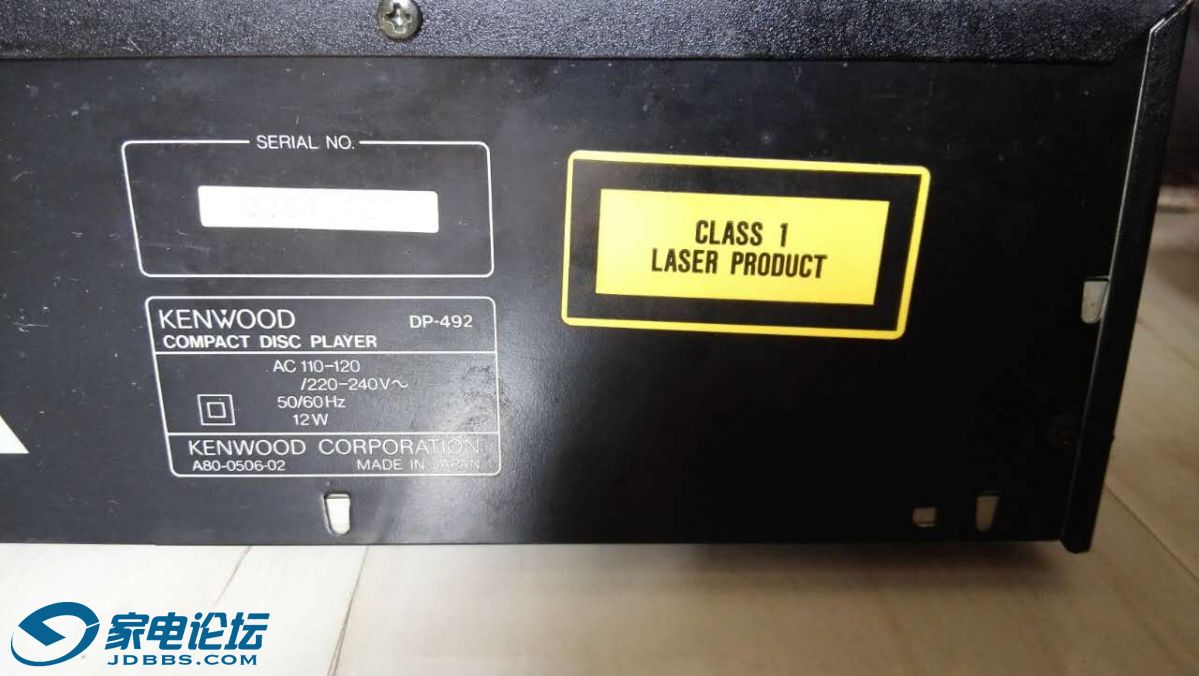 SERIAL NO.
CLASS 1
LASER PRODUCT
KENWOOD DP-492
COMPACT DISC PLAYER
AC 110-120
/220-240V~
50/60Hz
12W
KENWOOD CORPORATION
A80-0506-02 MADE IN JAPAN
家电论坛
JDBBS.COM